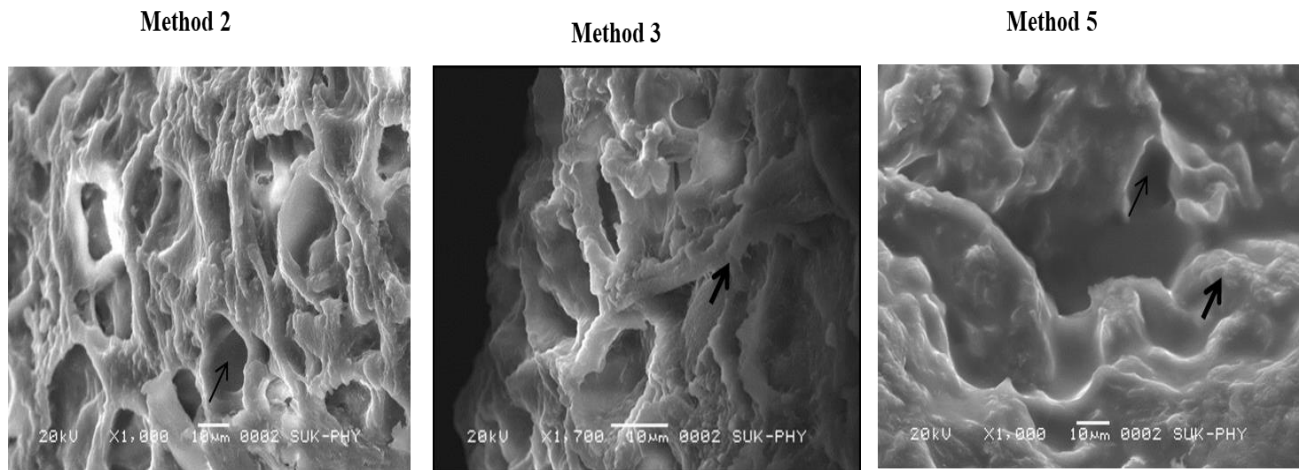 Method 2
Method 3
Method 5
20kV X1,000 10µm 0002 SUK-PHY
20kV X1,700 10µm 0002 SUK-PHY
20kV X1,000 10µm 0002 SUK-PHY